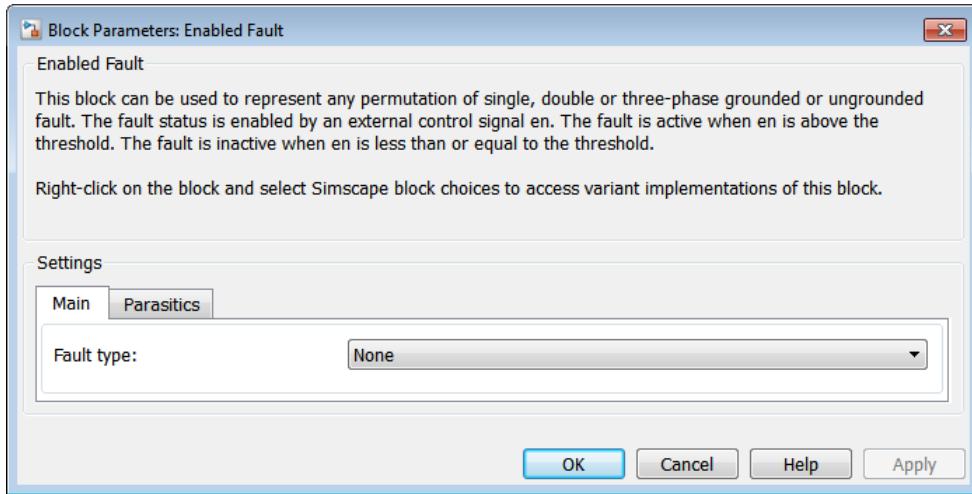 Block Parameters: Enabled Fault
Enabled Fault
This block can be used to represent any permutation of single, double or three-phase grounded or ungrounded
fault. The fault status is enabled by an external control signal en. The fault is active when en is above the
threshold. The fault is inactive when en is less than or equal to the threshold.
Right-click on the block and select Simscape block choices to access variant implementations of this block.
Settings
Main Parasitics
Fault type: None
OK Cancel Help Apply